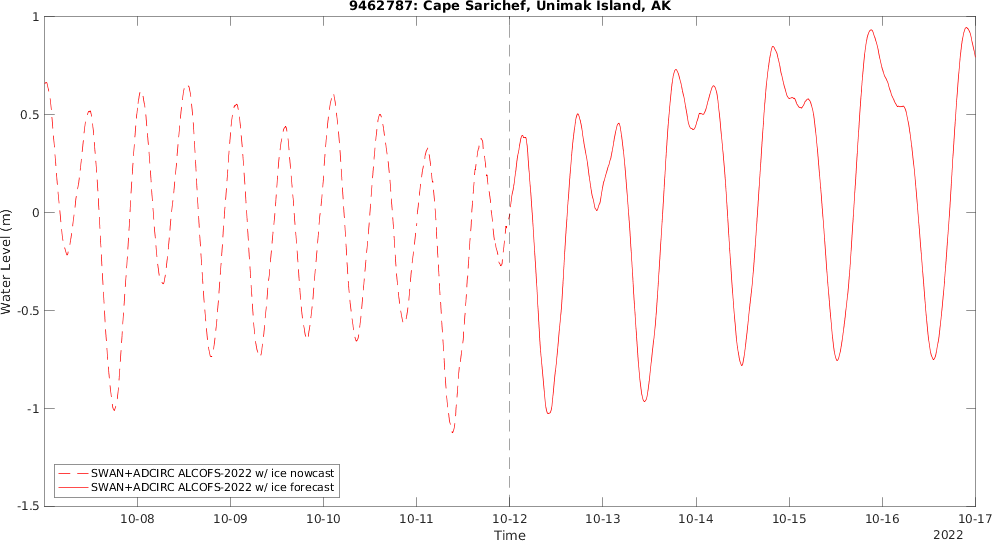 9462787: Cape Sarichef, Unimak Island, AK
1
0.5
0
-0.5
-1
-1.5
Water Level (m)
SWAN+ADCIRC ALCOFS-2022 w/ ice nowcast
SWAN+ADCIRC ALCOFS-2022 w/ ice forecast
10-08 10-09 10-10 10-11 10-12 10-13 10-14 10-15 10-16 10-17
Time
2022